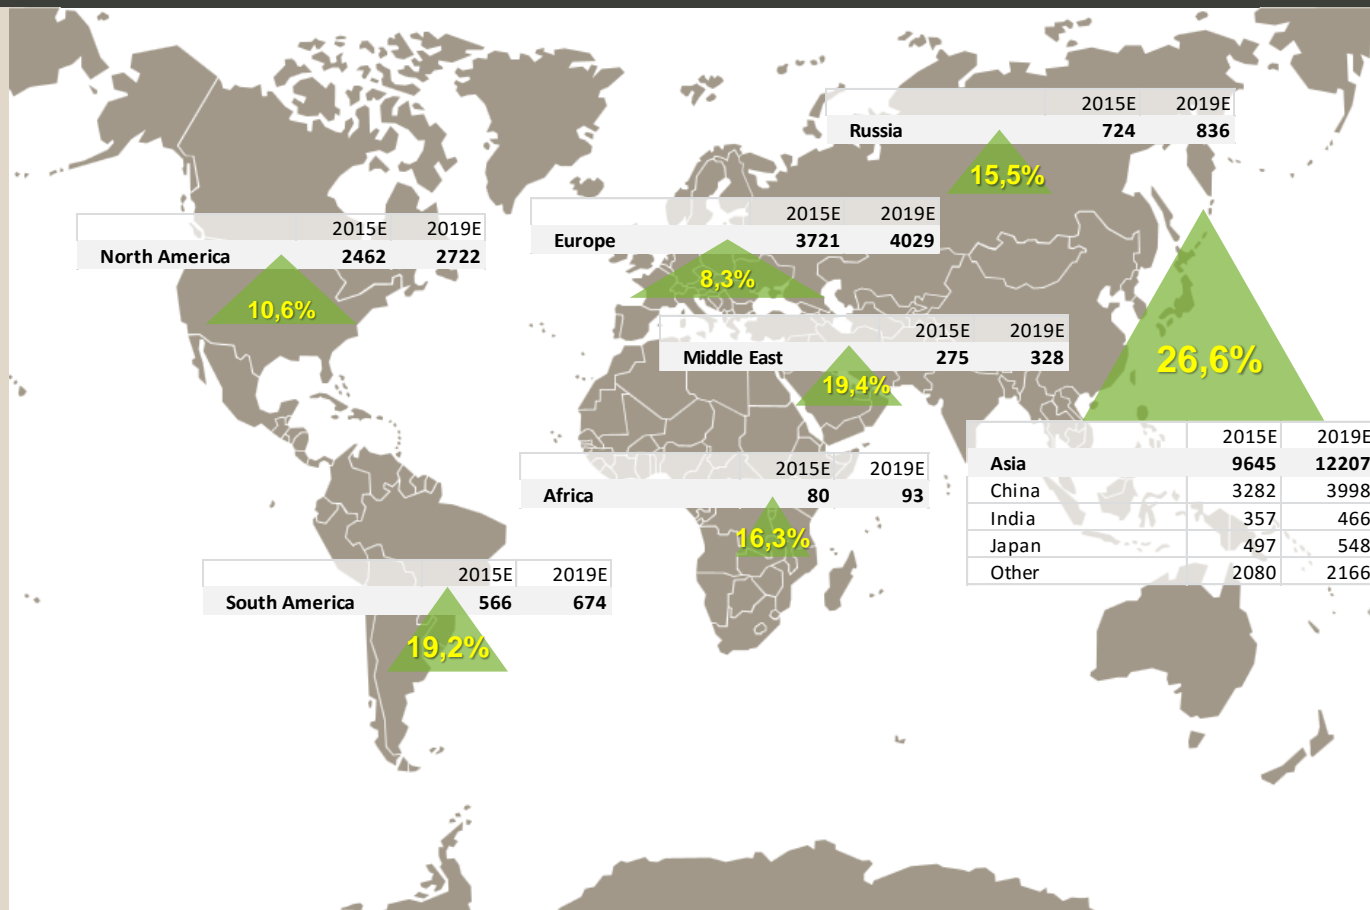 2015E 2019E
Russia 724 836
15,5%
2015E 2019E
Europe 3721 4029
8,3%
2015E 2019E
North America 2462 2722
10,6%
2015E 2019E
Middle East 275 328
19,4%
26,6%
2015E 2019E
Asia 9645 12207
China 3282 3998
India 357 466
Japan 497 548
Other 2080 2166
2015E 2019E
Africa 80 93
16,3%
2015E 2019E
South America 566 674
19,2%